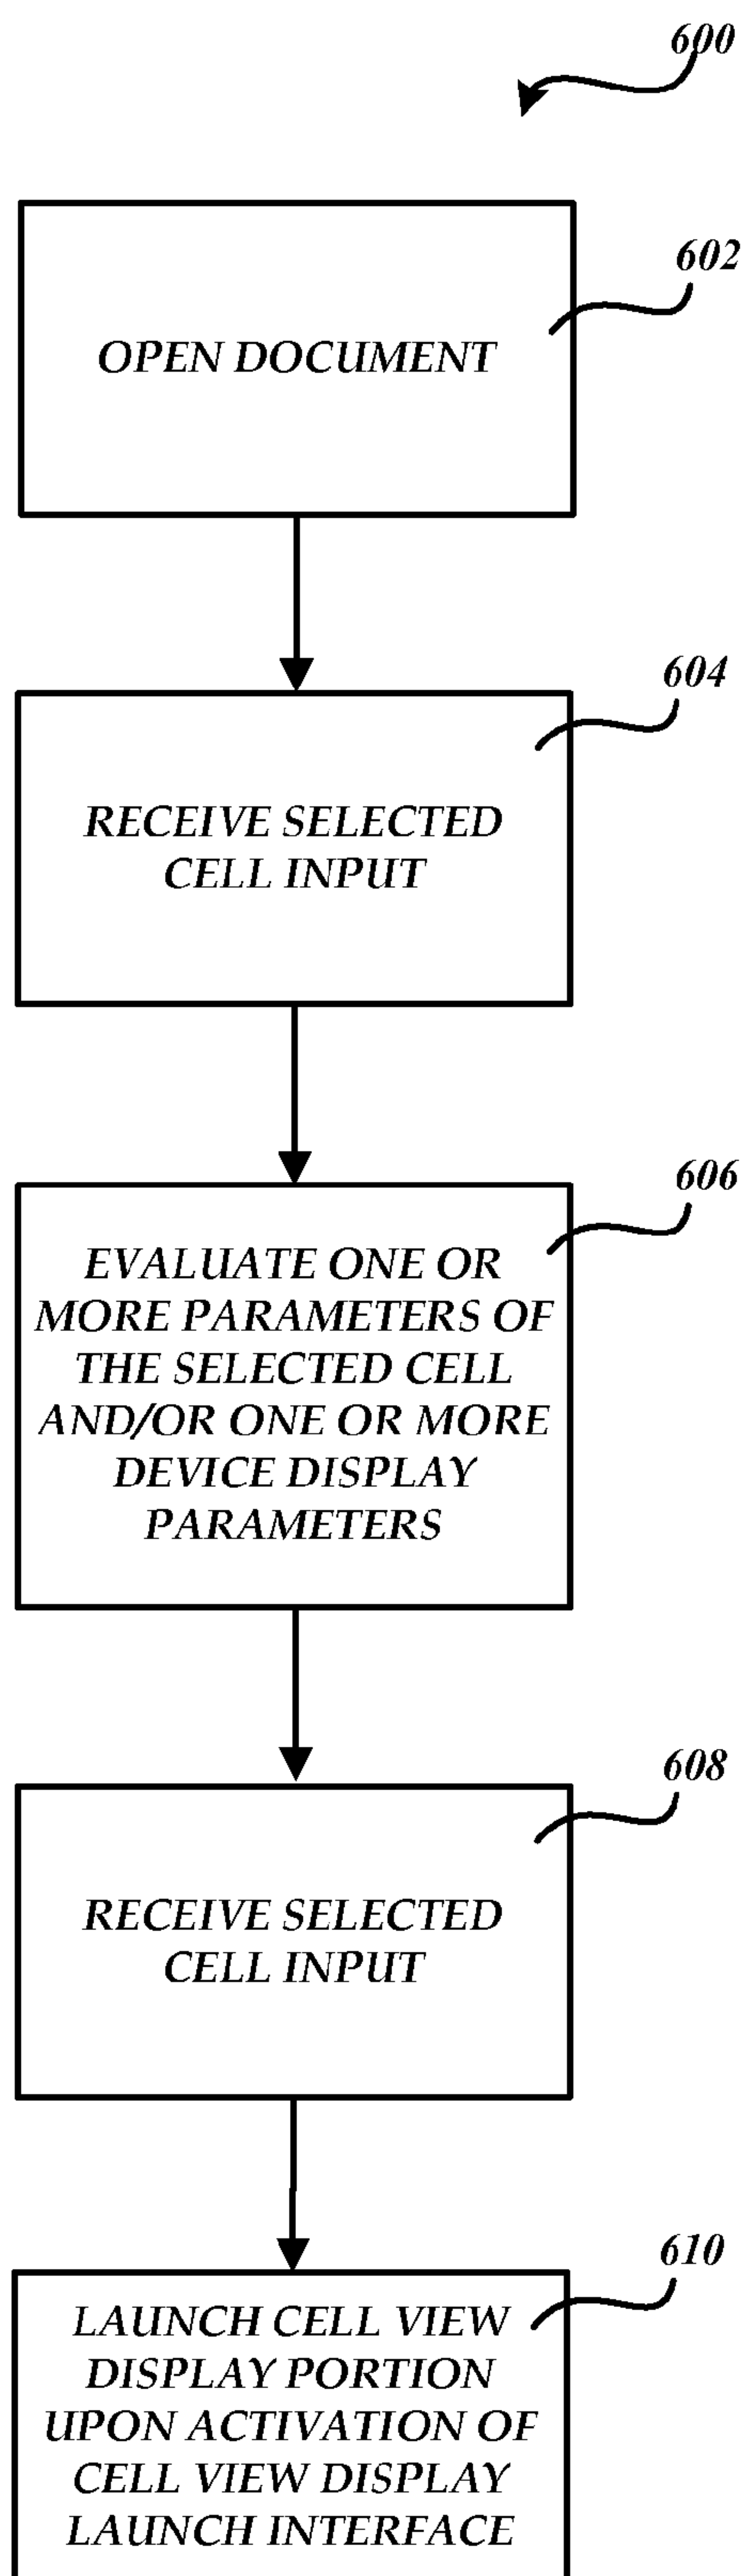 600
602
OPEN DOCUMENT
604
RECEIVE SELECTED
CELL INPUT
606
EVALUATE ONE OR
MORE PARAMETERS OF
THE SELECTED CELL
AND/OR ONE OR MORE
DEVICE DISPLAY
PARAMETERS
608
RECEIVE SELECTED
CELL INPUT
610
LAUNCH CELL VIEW
DISPLAY PORTION
UPON ACTIVATION OF
CELL VIEW DISPLAY
LAUNCH INTERFACE